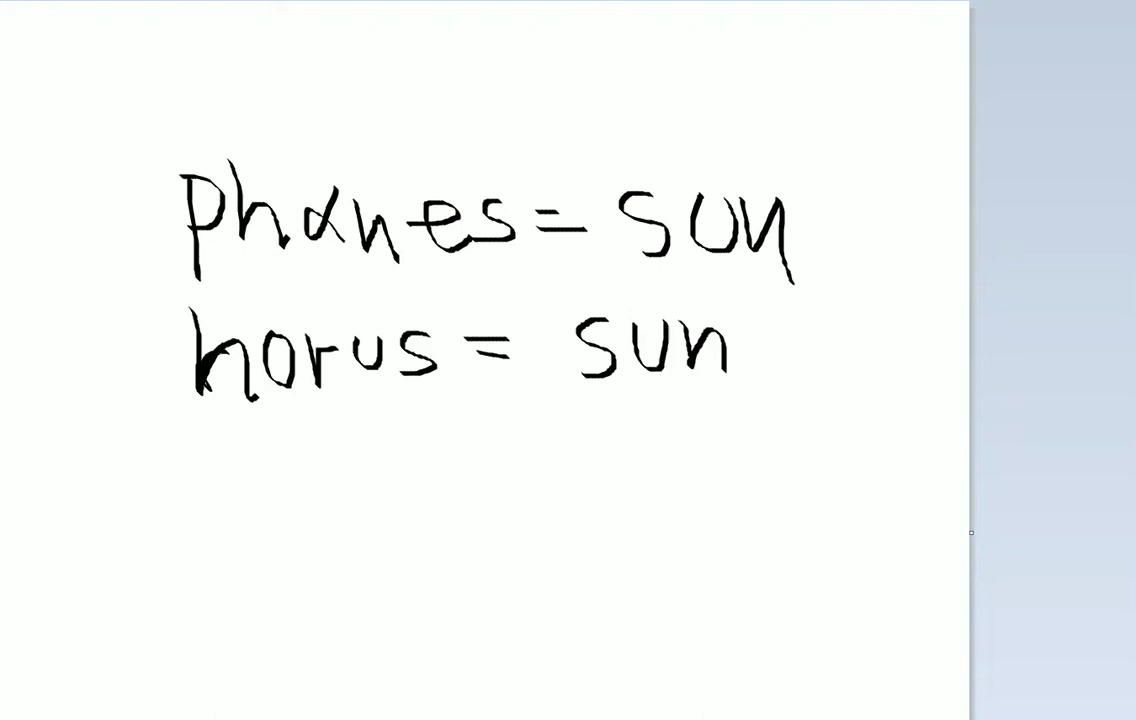 phanes = sun
horus = sun